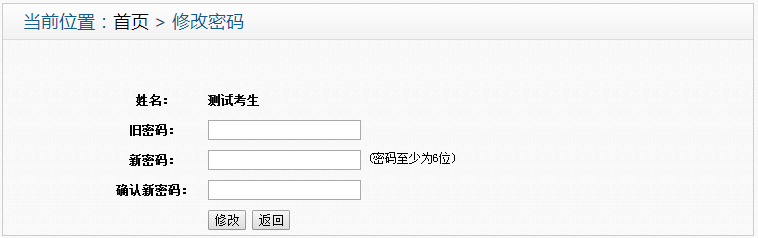 当前位置：首页 > 修改密码
姓名： 测试考生
旧密码：
新密码： （密码至少为6位）
确认新密码：
修改 返回